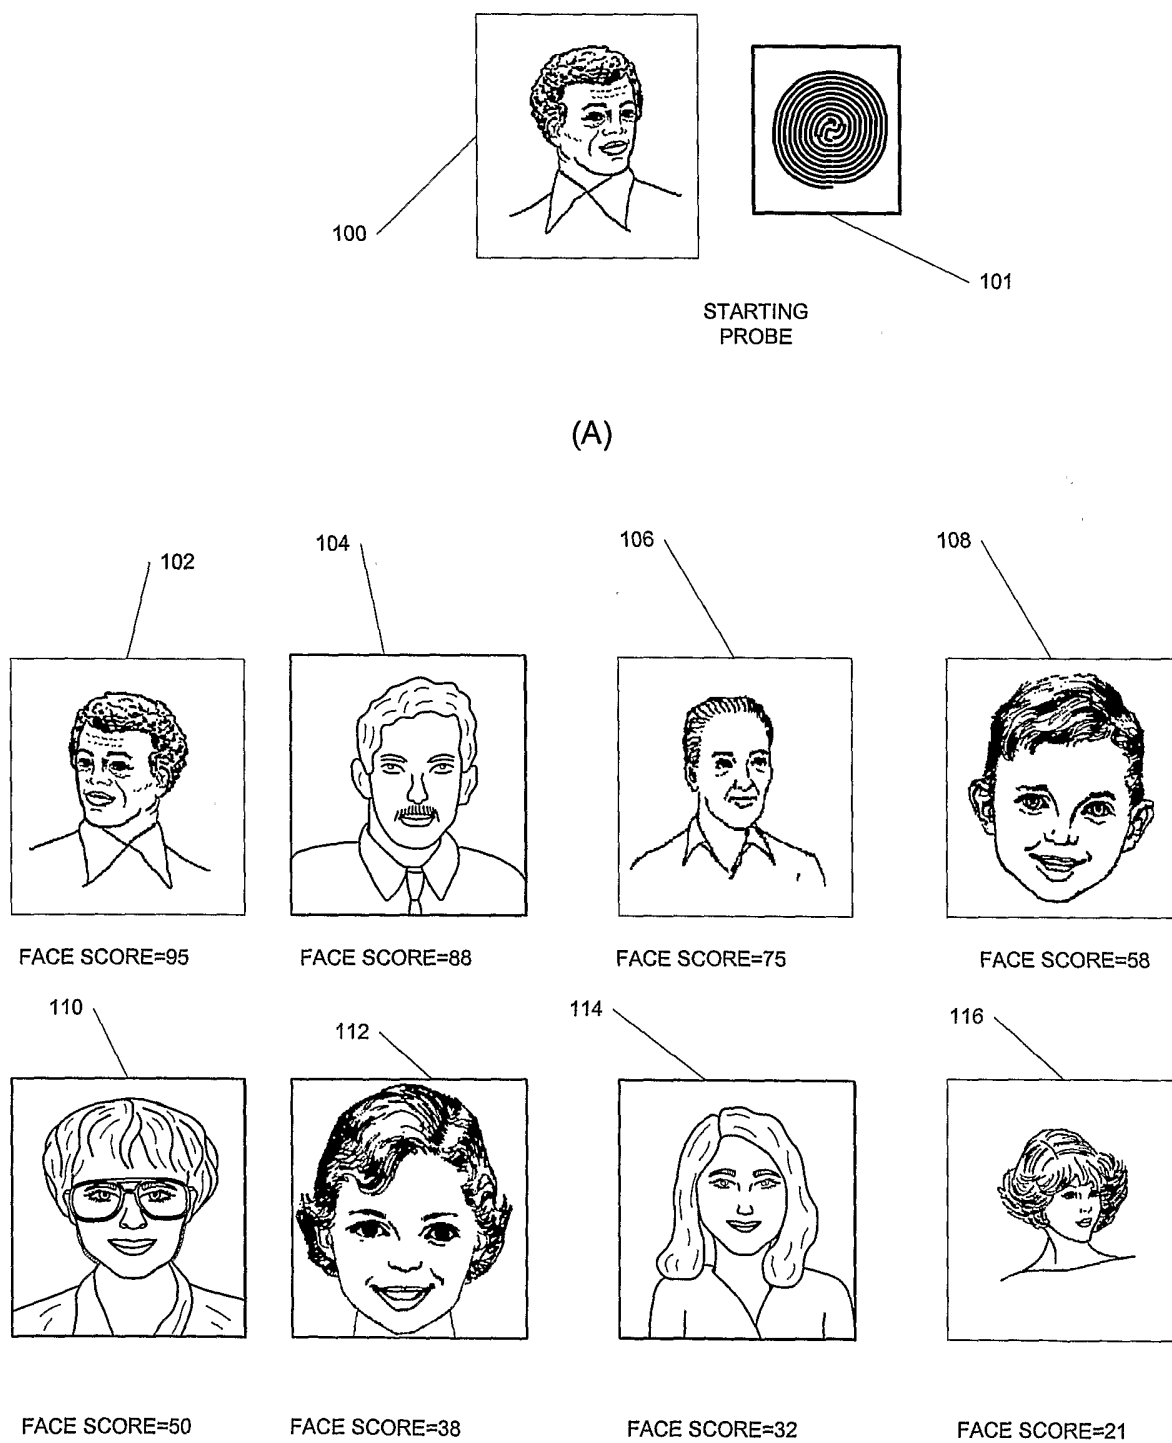 100
101
STARTING
PROBE
(A)
102
104
106
108
FACE SCORE=95
FACE SCORE=88
FACE SCORE=75
FACE SCORE=58
110
112
114
116
FACE SCORE=50
FACE SCORE=38
FACE SCORE=32
FACE SCORE=21